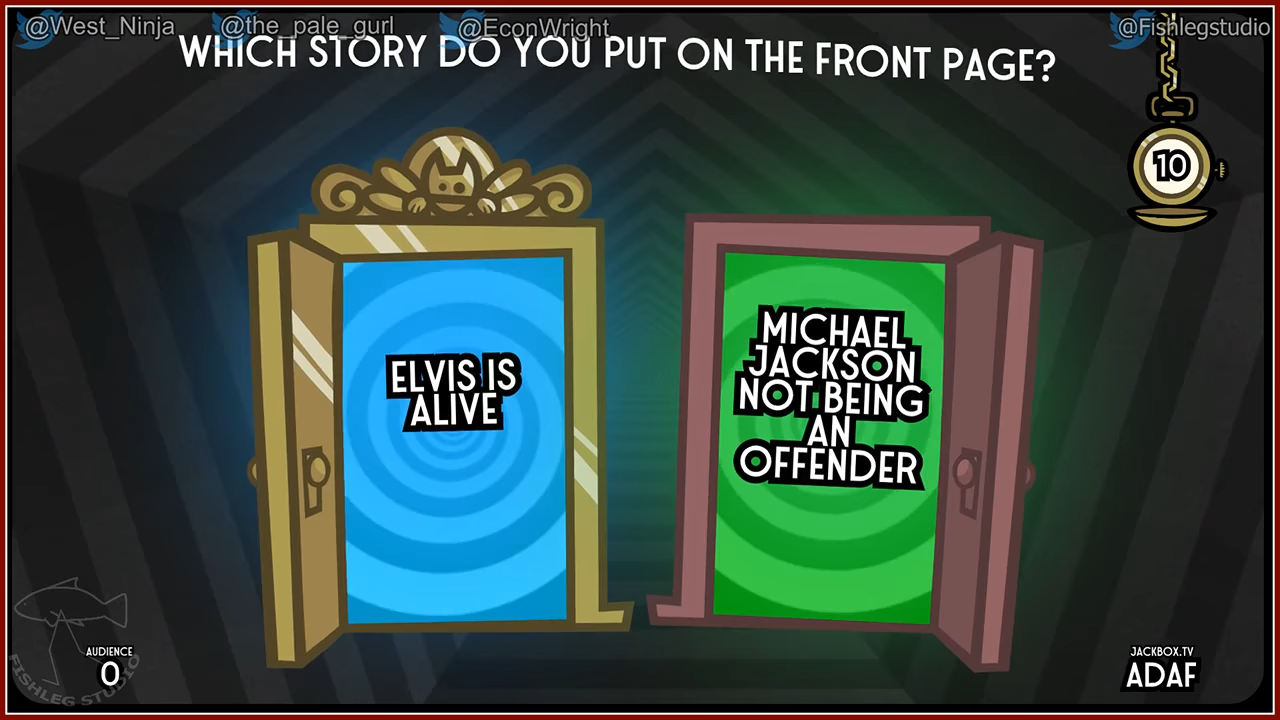 @West_Ninja @the_pale_gurl @EconWright @Fishlegstudio
WHICH STORY DO YOU PUT ON THE FRONT PAGE?
10
ELVIS IS
ALIVE
MICHAEL
JACKSON
NOT BEING
AN
OFFENDER
AUDIENCE
0
FISHLEG STUDIO
JACKBOX.TV
ADAF